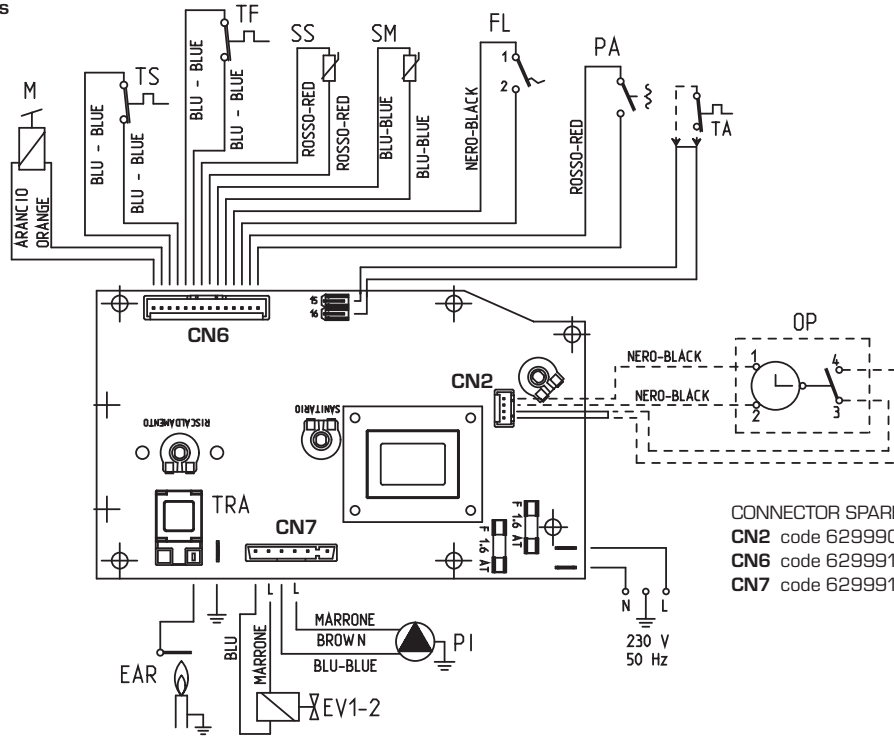 s
M
TS
TF
SS
SM
FL
PA
TA
ARANCIO
ORANGE
BLU - BLUE
BLU - BLUE
BLU - BLUE
BLU - BLUE
ROSSO-RED
ROSSO-RED
BLU-BLUE
BLU-BLUE
NERO-BLACK
1
2
ROSSO-RED
CN6
15
16
CN2
NERO-BLACK
NERO-BLACK
OP
1
2
4
3
RISCALDAMENTO
SANITARIO
TRA
CN7
F 1.6 AT
F 1.6 AT
CONNECTOR SPAR
CN2 code 62999
CN6 code 629991
CN7 code 629991
L
L
BLU
MARRONE
MARRONE
BROWN
BLU-BLUE
PI
N
L
230 V
50 Hz
EAR
EV1-2